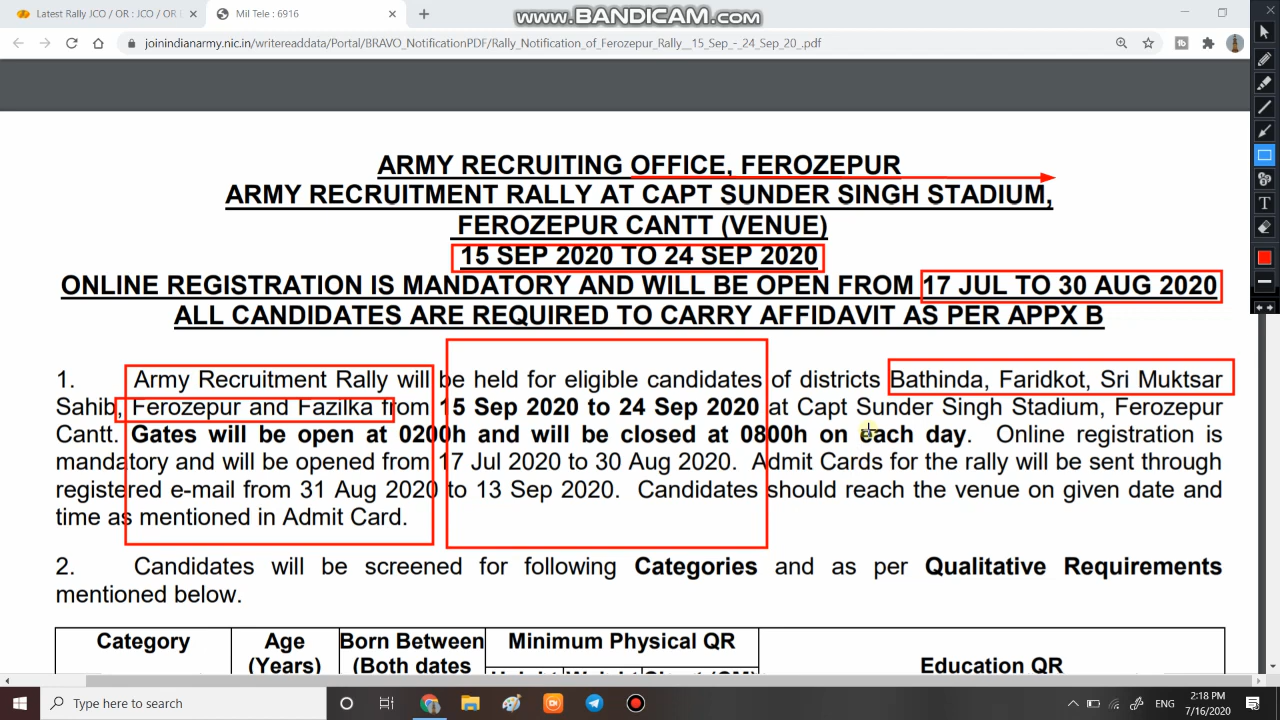 Latest Rally JCO / OR : JCO / OR E
Mil Tele : 6916
www.BANDICAM.com
joinindianarmy.nic.in/writereaddata/Portal/BRAVO_NotificationPDF/Rally_Notification_of_Ferozepur_Rally__15_Sep_-_24_Sep_20_.pdf
ARMY RECRUITING OFFICE, FEROZEPUR
ARMY RECRUITMENT RALLY AT CAPT SUNDER SINGH STADIUM,
FEROZEPUR CANTT (VENUE)
15 SEP 2020 TO 24 SEP 2020
ONLINE REGISTRATION IS MANDATORY AND WILL BE OPEN FROM 17 JUL TO 30 AUG 2020
ALL CANDIDATES ARE REQUIRED TO CARRY AFFIDAVIT AS PER APPX B
1. Army Recruitment Rally will be held for eligible candidates of districts Bathinda, Faridkot, Sri Muktsar
Sahib, Ferozepur and Fazilka from 15 Sep 2020 to 24 Sep 2020 at Capt Sunder Singh Stadium, Ferozepur
Cantt. Gates will be open at 0200h and will be closed at 0800h on each day. Online registration is
mandatory and will be opened from 17 Jul 2020 to 30 Aug 2020. Admit Cards for the rally will be sent through
registered e-mail from 31 Aug 2020 to 13 Sep 2020. Candidates should reach the venue on given date and
time as mentioned in Admit Card.
2. Candidates will be screened for following Categories and as per Qualitative Requirements
mentioned below.
Category Age Born Between Minimum Physical QR
(Years) (Both dates Education QR
Type here to search
ENG
2:18 PM
7/16/2020